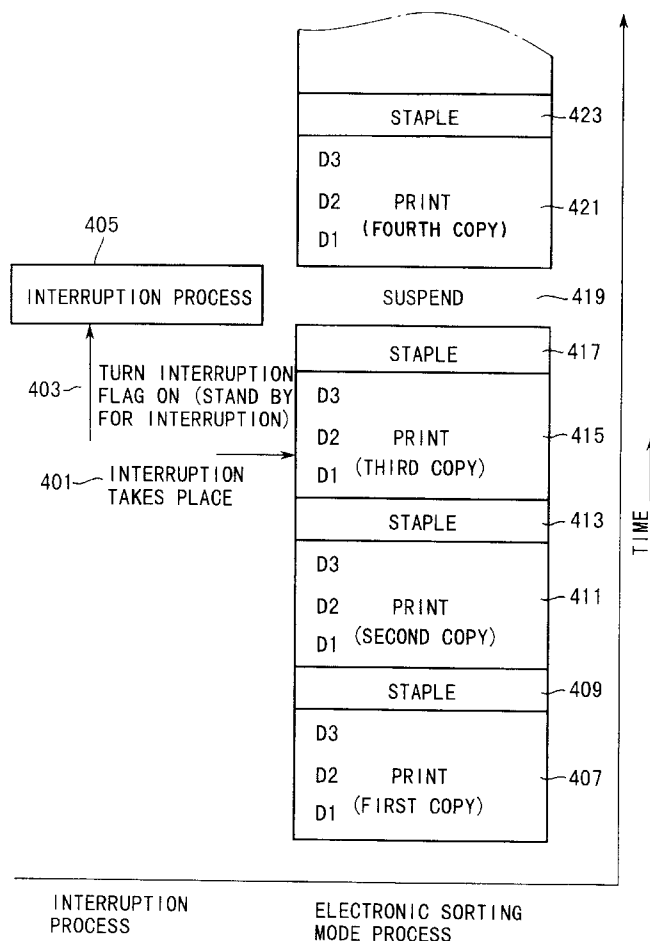 STAPLE
423
D3
D2
PRINT
421
D1
(FOURTH COPY)
405
INTERRUPTION PROCESS
SUSPEND
419
STAPLE
417
403
TURN INTERRUPTION
FLAG ON (STAND BY
FOR INTERRUPTION)
D3
D2
PRINT
415
D1
(THIRD COPY)
401
INTERRUPTION
TAKES PLACE
STAPLE
413
TIME
D3
D2
PRINT
411
D1
(SECOND COPY)
STAPLE
409
D3
D2
PRINT
407
D1
(FIRST COPY)
INTERRUPTION
PROCESS
ELECTRONIC SORTING
MODE PROCESS